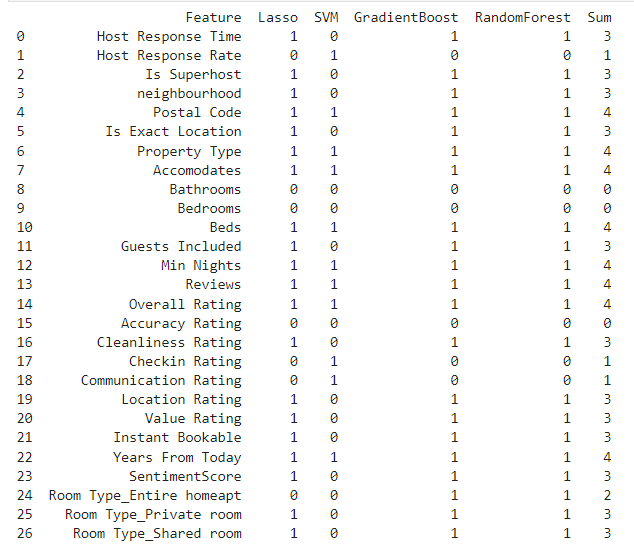 Feature Lasso SVM GradientBoost RandomForest Sum
0 Host Response Time 1 0 1 1 3
1 Host Response Rate 0 1 0 0 1
2 Is Superhost 1 0 1 1 3
3 neighbourhood 1 0 1 1 3
4 Postal Code 1 1 1 1 4
5 Is Exact Location 1 0 1 1 3
6 Property Type 1 1 1 1 4
7 Accomodates 1 1 1 1 4
8 Bathrooms 0 0 0 0 0
9 Bedrooms 0 0 0 0 0
10 Beds 1 1 1 1 4
11 Guests Included 1 0 1 1 3
12 Min Nights 1 1 1 1 4
13 Reviews 1 1 1 1 4
14 Overall Rating 1 1 1 1 4
15 Accuracy Rating 0 0 0 0 0
16 Cleanliness Rating 1 0 1 1 3
17 Checkin Rating 0 1 0 0 1
18 Communication Rating 0 1 0 0 1
19 Location Rating 1 0 1 1 3
20 Value Rating 1 0 1 1 3
21 Instant Bookable 1 0 1 1 3
22 Years From Today 1 1 1 1 4
23 SentimentScore 1 0 1 1 3
24 Room Type_Entire homeapt 0 0 1 1 2
25 Room Type_Private room 1 0 1 1 3
26 Room Type_Shared room 1 0 1 1 3